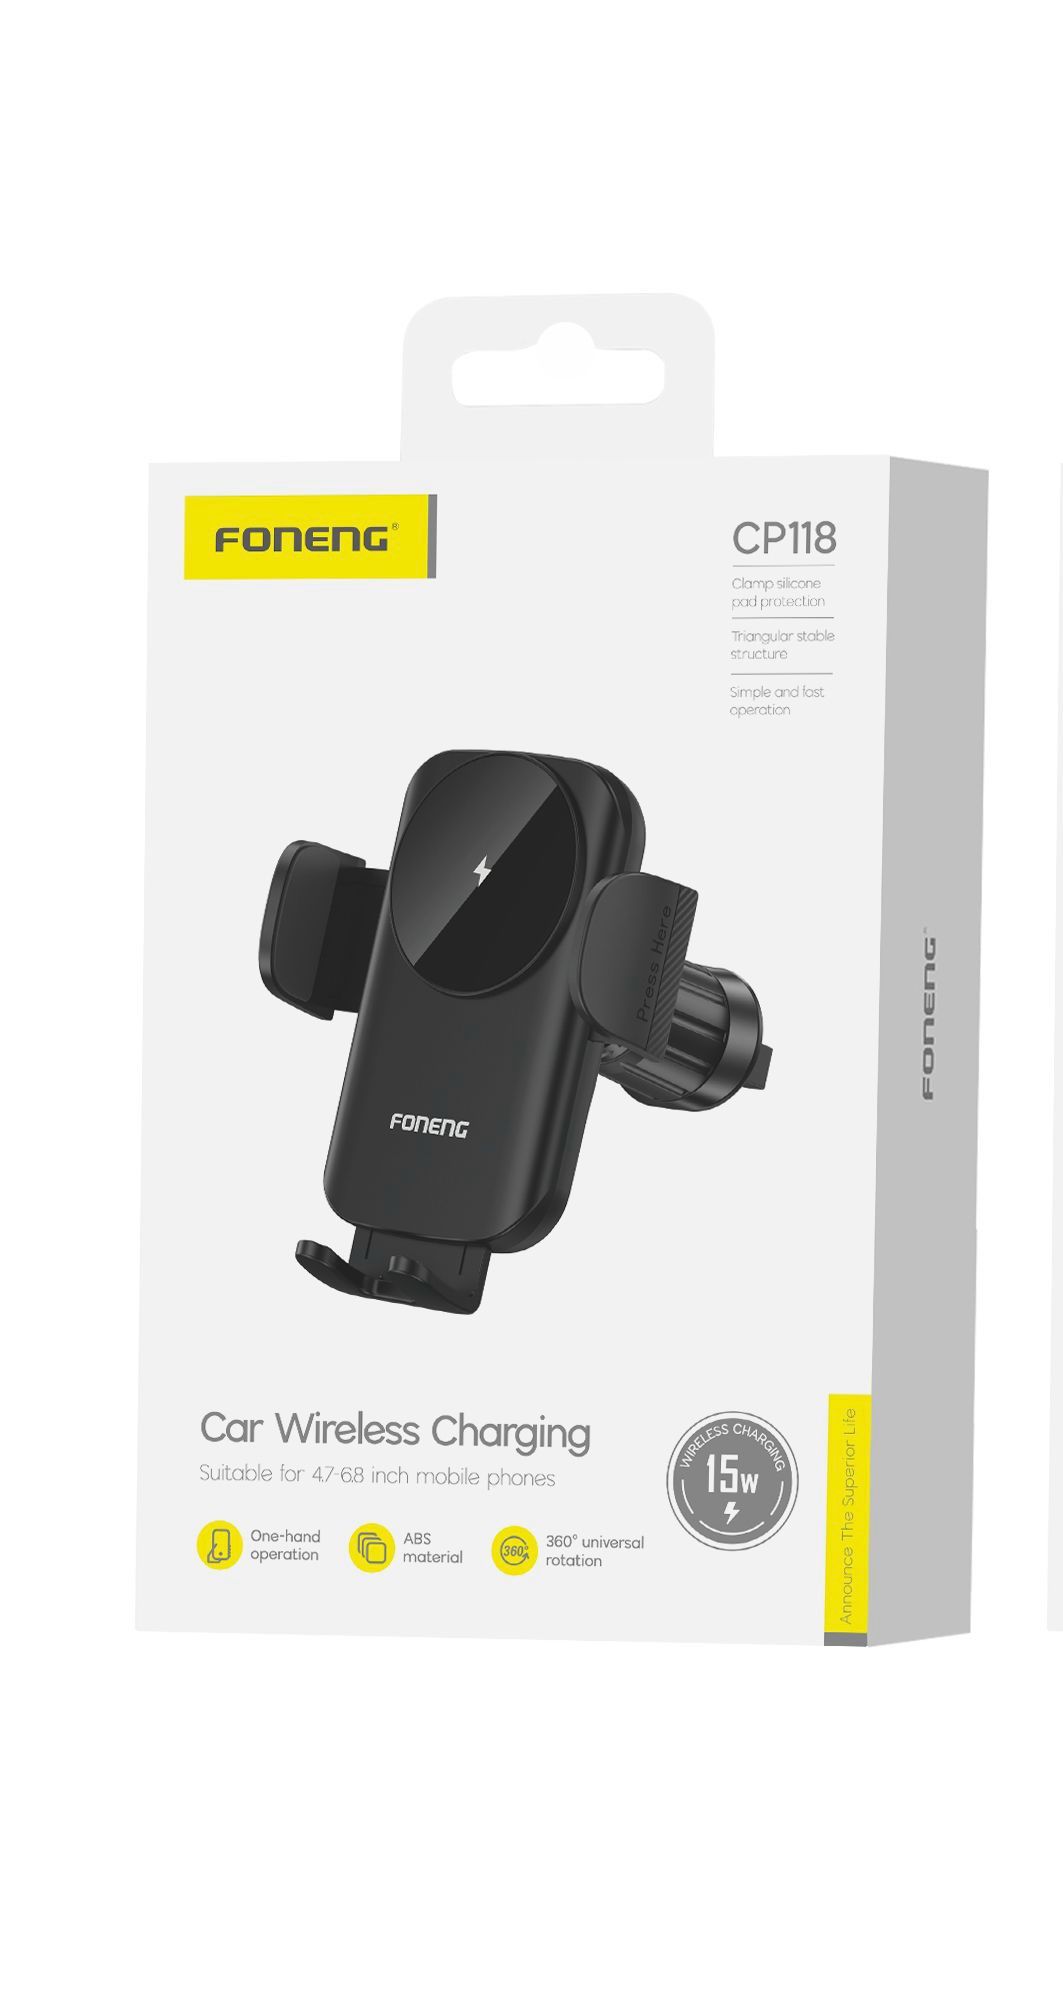 FONENG®
CP118
Clamp silicone
pad protection
Triangular stable
structure
Simple and fast
operation
Press Here
FONENG
FONENG
Car Wireless Charging
Suitable for 4.7-6.8 inch mobile phones
One-hand
operation
ABS
material
360°
360° universal
rotation
WIRELESS CHARGING
15W
Announce The Superior Life